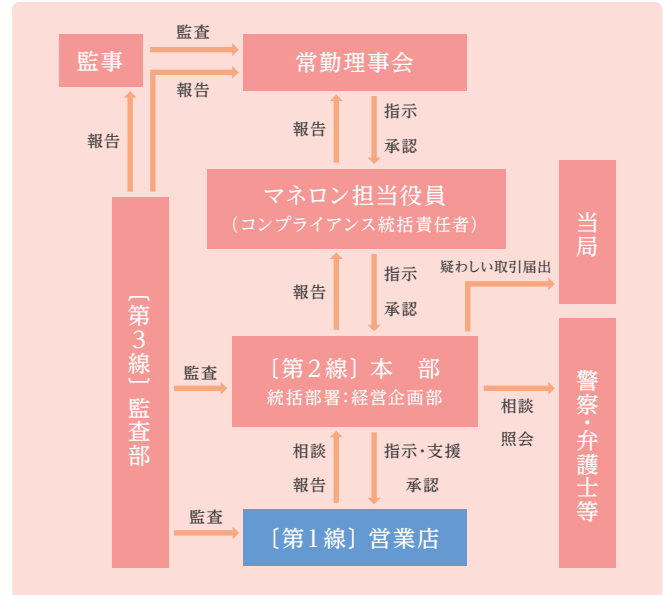 監査
監事
常勤理事会
報告
報告
報告
指示
承認
マネロン担当役員
（コンプライアンス統括責任者）
当局
疑わしい取引届出
報告
指示
承認
〔第3線〕監査部
監査
〔第2線〕本　部
統括部署：経営企画部
相談
照会
警察・弁護士等
相談
報告
指示・支援
承認
監査
〔第1線〕営業店